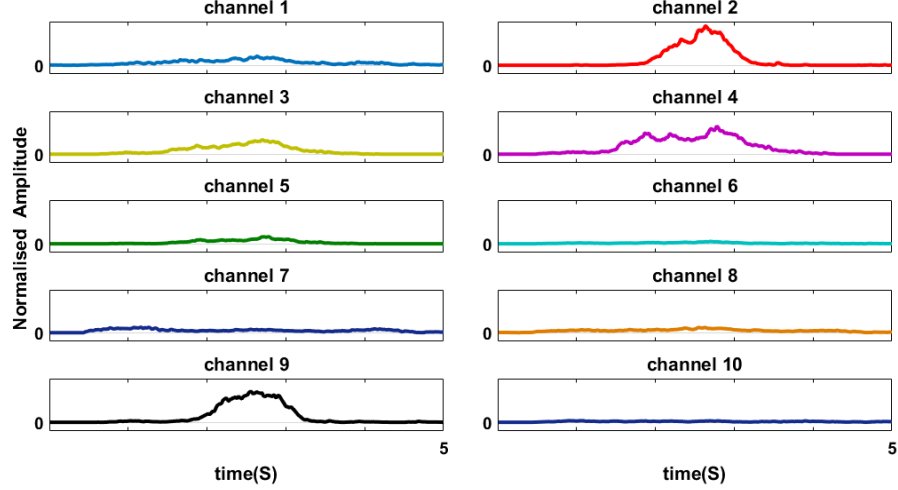 channel 1
channel 2
0
0
channel 3
channel 4
0
0
channel 5
channel 6
0
0
channel 7
channel 8
0
0
channel 9
channel 10
0
0
5
5
time(S)
time(S)
Normalised Amplitude